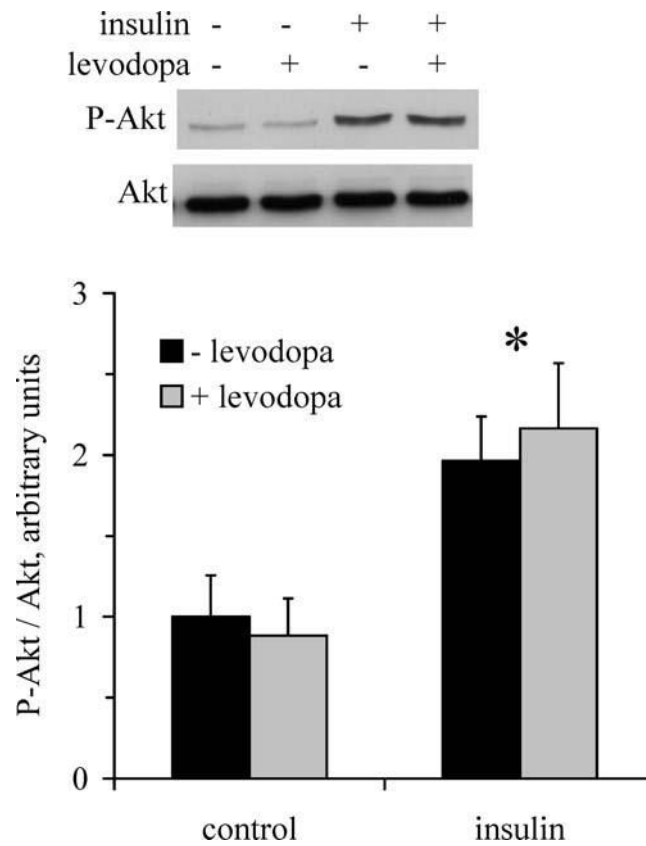 insulin - - + +
levodopa - + - +
P-Akt
Akt
3
- levodopa
*
+ levodopa
2
P-Akt / Akt, arbitrary units
1
0
control insulin